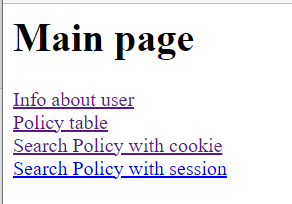 Main page
Info about user
Policy table
Search Policy with cookie
Search Policy with session